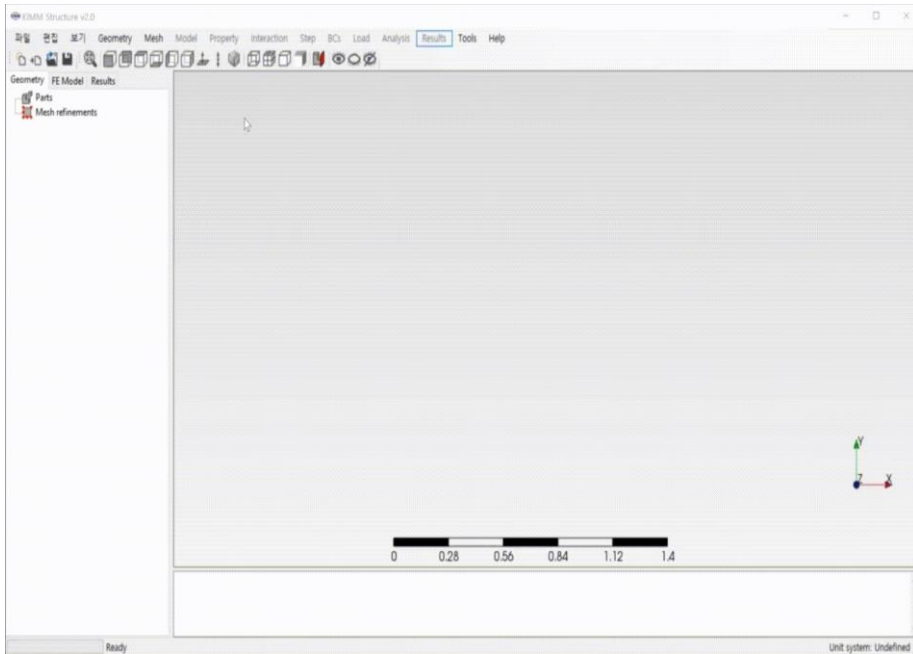 KIMM Structure v2.0
파일 편집 보기 Geometry Mesh Model Property Interaction Step BCs Load Analysis Results Tools Help
Geometry FE Model Results
Parts
Mesh refinements
Y
Z X
0 0.28 0.56 0.84 1.12 1.4
Ready Unit system: Undefined